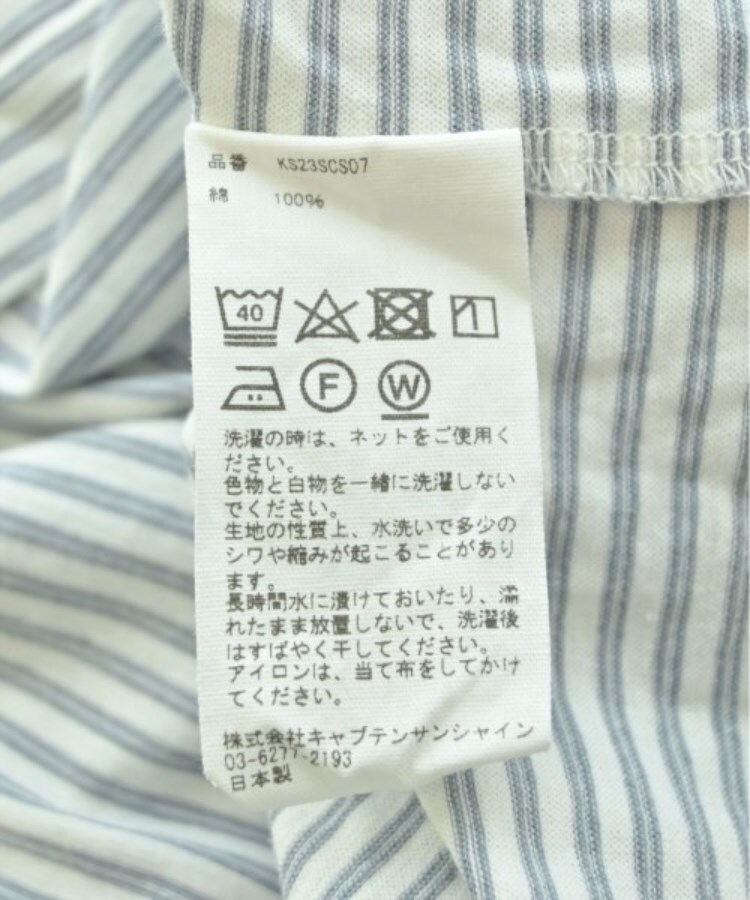 品番 KS23SCS07
綿 100%
40
F W
洗濯の時は、ネットをご使用く
ださい。
色物と白物を一緒に洗濯しない
でください。
生地の性質上、水洗いで多少の
シワや縮みが起こることがあり
ます。
長時間水に漬けておいたり、濡
れたまま放置しないで、洗濯後
はすばやく干してください。
アイロンは、当て布をしてかけ
てください。
株式会社キャプテンサンシャイン
03-6277-2193
日本製